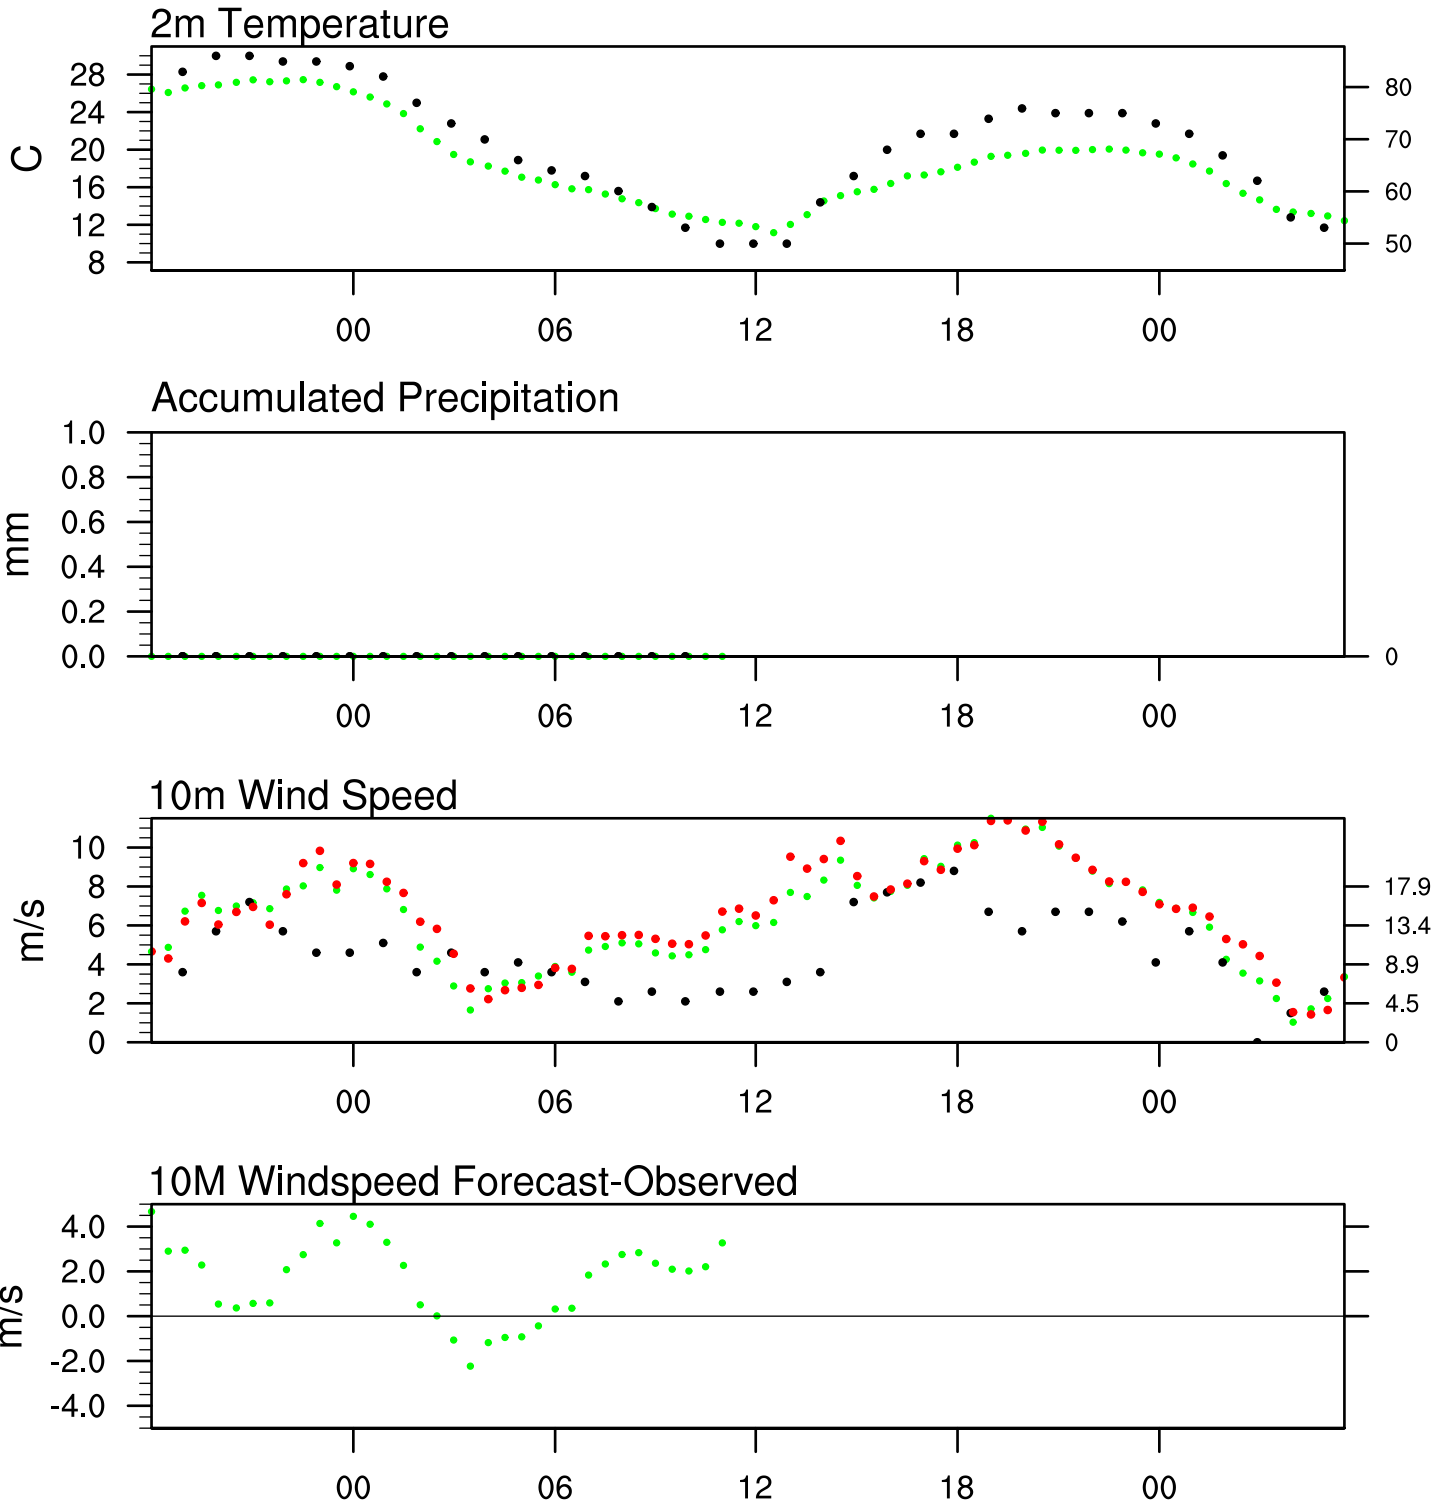 2m Temperature
C
28
24
20
16
12
8
80
70
60
50
00 06 12 18 00
Accumulated Precipitation
mm
1.0
0.8
0.6
0.4
0.2
0.0
0
00 06 12 18 00
10m Wind Speed
m/s
10
8
6
4
2
0
17.9
13.4
8.9
4.5
0
00 06 12 18 00
10M Windspeed Forecast-Observed
m/s
4.0
2.0
0.0
-2.0
-4.0
00 06 12 18 00